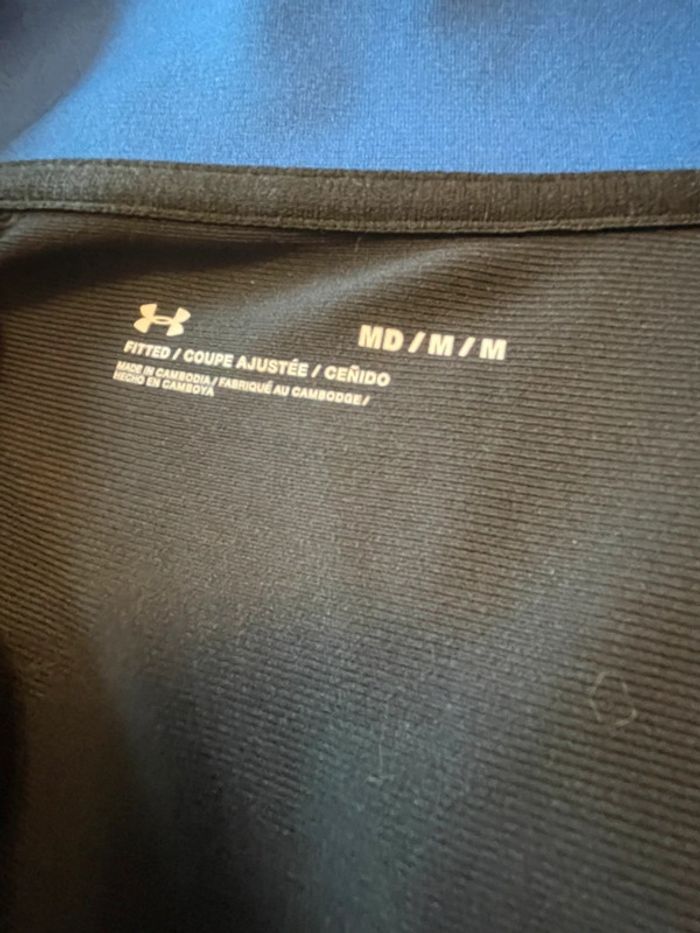 MD / M / M
FITTED / COUPE AJUSTÉE / CEÑIDO
MADE IN CAMBODIA / FABRIQUÉ AU CAMBODGE /
HECHO EN CAMBOYA